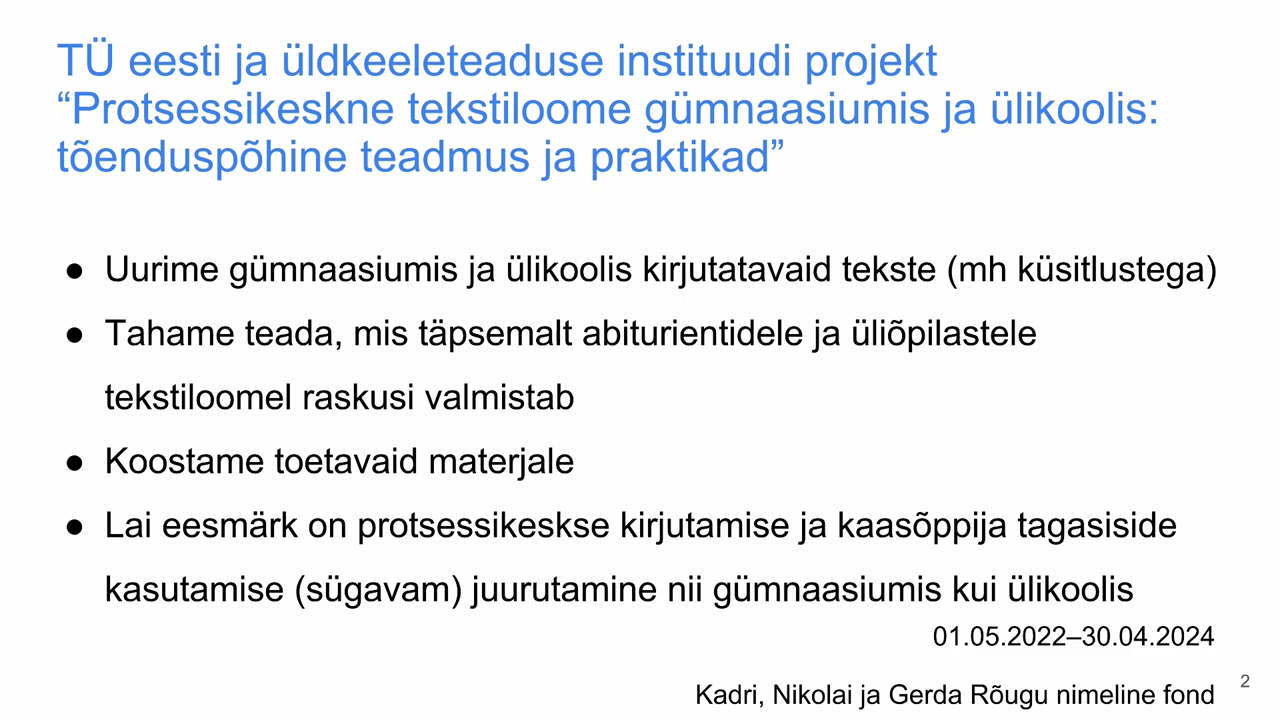 TÜ eesti ja üldkeeleteaduse instituudi projekt
“Protsessikeskne tekstiloome gümnaasiumis ja ülikoolis:
tõenduspõhine teadmus ja praktikad”
● Uurime gümnaasiumis ja ülikoolis kirjutatavaid tekste (mh küsitlustega)
● Tahame teada, mis täpsemalt abiturientidele ja üliõpilastele
tekstiloomel raskusi valmistab
● Koostame toetavaid materjale
● Lai eesmärk on protsessikeskse kirjutamise ja kaasõppija tagasiside
kasutamise (sügavam) juurutamine nii gümnaasiumis kui ülikoolis
01.05.2022–30.04.2024
Kadri, Nikolai ja Gerda Rõugu nimeline fond
2